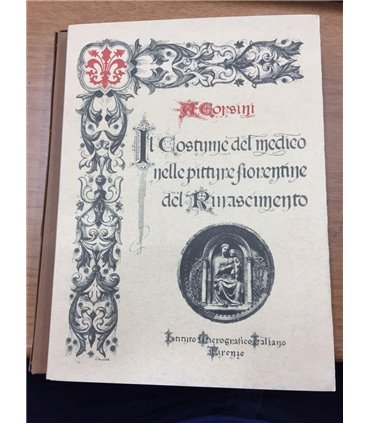 A Corsini
Il Costume del medico
nelle pitture fiorentine
del Rinascimento
Istituto Micrografico Italiano
Firenze